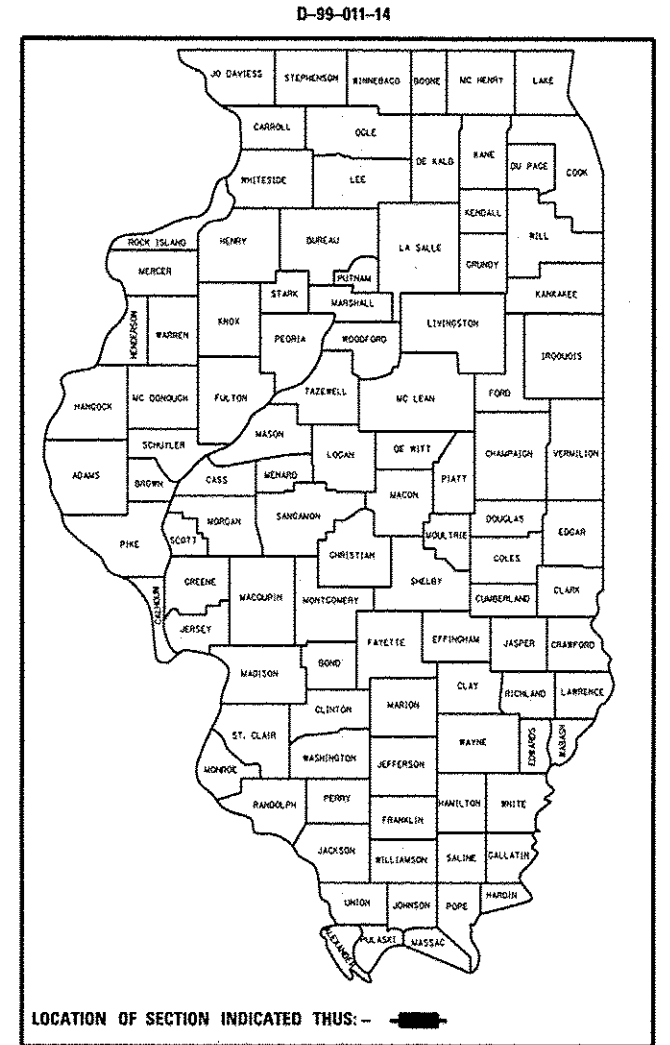 D-99-011-14
JO DAVIESS STEPHENSON WINNEBAGO BOONE MC HENRY LAKE
CARROLL OGLE
DE KALB KANE DU PAGE COOK
WHITESIDE LEE
KENDALL WILL
ROCK ISLAND HENRY BUREAU LA SALLE GRUNDY
MERCER PUTNAM KANKAKEE
STARK MARSHALL
HENDERSON WARREN KNOX PEORIA WOODFORD LIVINGSTON IROQUOIS
HANCOCK MC DONOUGH FULTON TAZEWELL MC LEAN FORD
SCHUYLER MASON LOGAN DE WITT CHAMPAIGN VERMILION
ADAMS BROWN CASS MENARD MACON PIATT
PIKE SCOTT MORGAN SANGAMON CHRISTIAN MOULTRIE DOUGLAS EDGAR
COLES
CALHOUN GREENE MACOUPIN MONTGOMERY SHELBY CUMBERLAND CLARK
JERSEY FAYETTE EFFINGHAM JASPER CRAWFORD
MADISON BOND CLAY RICHLAND LAWRENCE
CLINTON MARION
ST. CLAIR WAYNE EDWARDS WABASH
MONROE WASHINGTON JEFFERSON
RANDOLPH PERRY HAMILTON WHITE
FRANKLIN
JACKSON WILLIAMSON SALINE GALLATIN
UNION JOHNSON POPE HARDIN
ALEXANDER PULASKI MASSAC
LOCATION OF SECTION INDICATED THUS: -